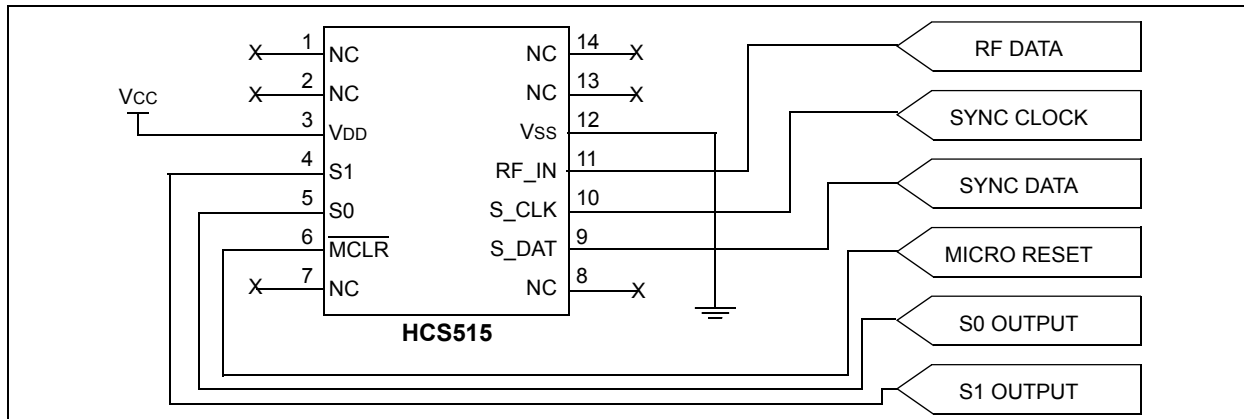 1
NC
2
NC
VCC
3
VDD
4
S1
5
S0
6
MCLR
7
NC
14
NC
13
NC
12
VSS
11
RF_IN
10
S_CLK
9
S_DAT
8
NC
X
X
X
X
X
X
HCS515
RF DATA
SYNC CLOCK
SYNC DATA
MICRO RESET
S0 OUTPUT
S1 OUTPUT